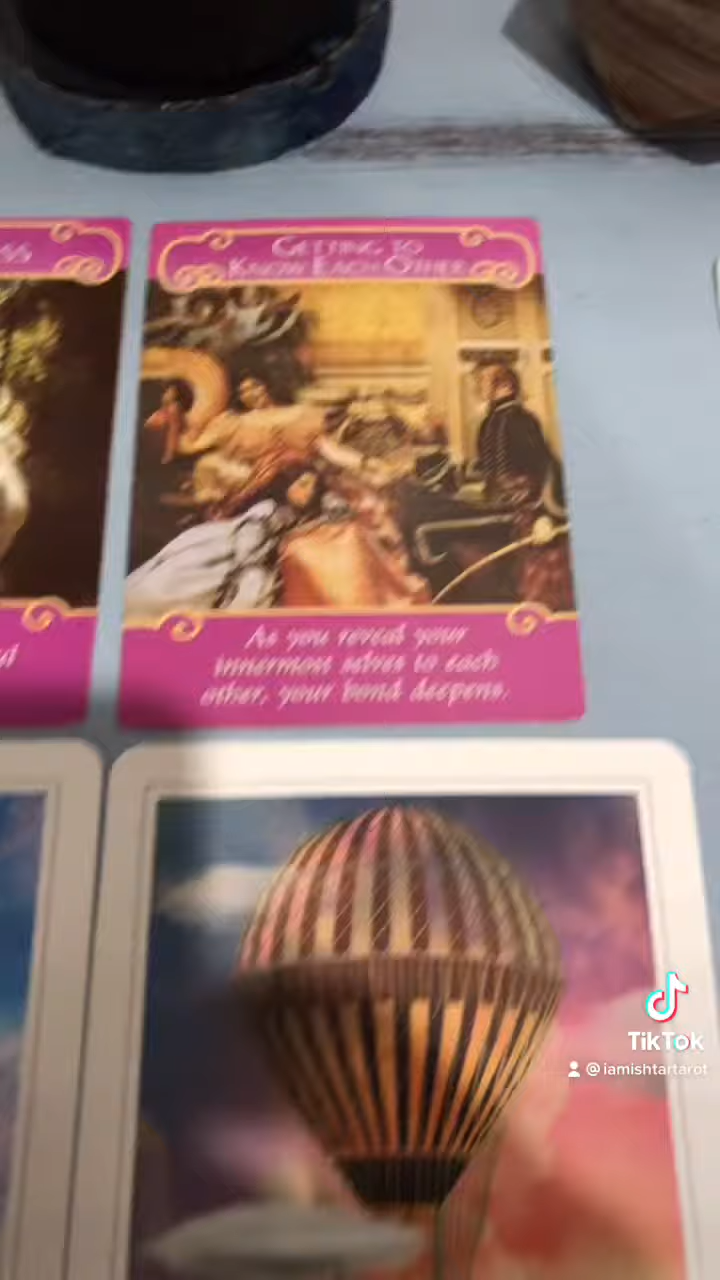 SS
GETTING TO
KNOW EACH OTHER
As you reveal your
innermost selves to each
other, your bond deepens.
TikTok
@iamishtartarot